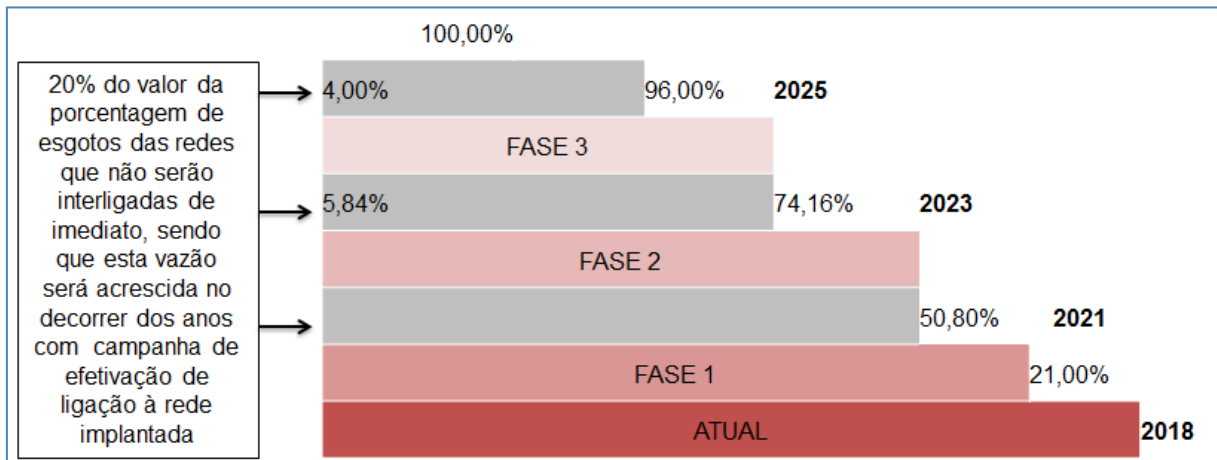 100,00%
20% do valor da
porcentagem de
esgotos das redes
que não serão
interligadas de
imediato, sendo
que esta vazão
será acrescida no
decorrer dos anos
com campanha de
efetivação de
ligação à rede
implantada
4,00% 96,00% 2025
FASE 3
5,84% 74,16% 2023
FASE 2
50,80% 2021
FASE 1 21,00%
ATUAL 2018